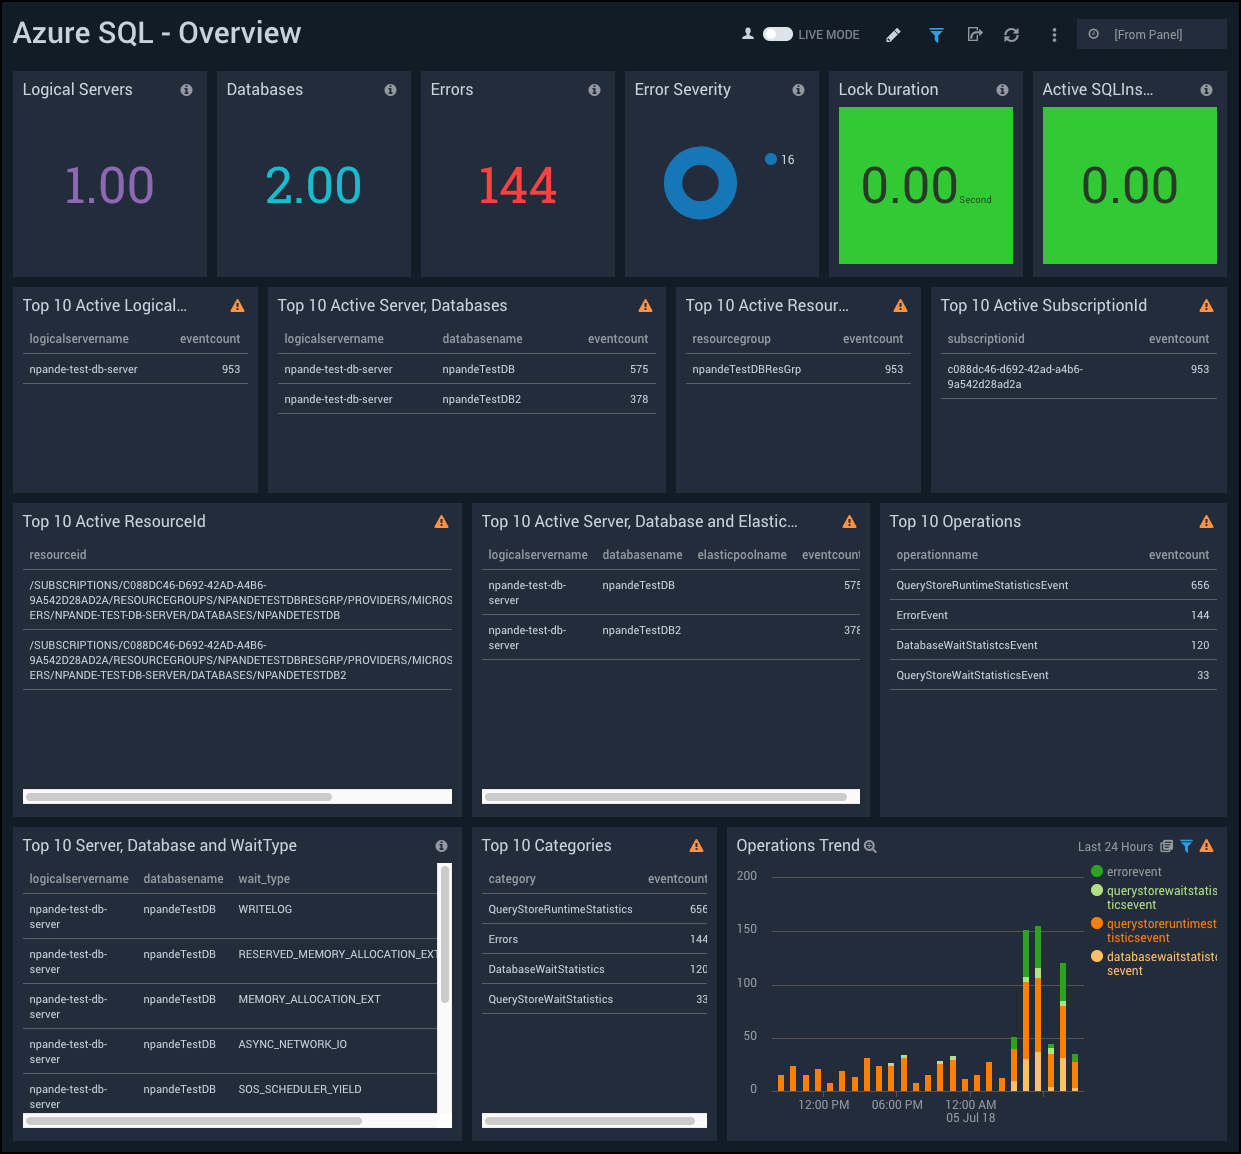 Azure SQL - Overview
LIVE MODE
[From Panel]
Logical Servers
1.00
Databases
2.00
Errors
144
Error Severity
16
Lock Duration
0.00 Second
Active SQLIns...
0.00
Top 10 Active Logical...
logicalservername eventcount
npande-test-db-server 953
Top 10 Active Server, Databases
logicalservername databasename eventcount
npande-test-db-server npandeTestDB 575
npande-test-db-server npandeTestDB2 378
Top 10 Active Resour...
resourcegroup eventcount
npandeTestDBResGrp 953
Top 10 Active SubscriptionId
subscriptionid eventcount
c088dc46-d692-42ad-a4b6- 953
9a542d28ad2a
Top 10 Active ResourceId
resourceid
/SUBSCRIPTIONS/C088DC46-D692-42AD-A4B6-
9A542D28AD2A/RESOURCEGROUPS/NPANDETESTDBRESGRP/PROVIDERS/MICROS
ERS/NPANDE-TEST-DB-SERVER/DATABASES/NPANDETESTDB
/SUBSCRIPTIONS/C088DC46-D692-42AD-A4B6-
9A542D28AD2A/RESOURCEGROUPS/NPANDETESTDBRESGRP/PROVIDERS/MICROS
ERS/NPANDE-TEST-DB-SERVER/DATABASES/NPANDETESTDB2
Top 10 Active Server, Database and Elastic...
logicalservername databasename elasticpoolname eventcount
npande-test-db- npandeTestDB 575
server
npande-test-db- npandeTestDB2 378
server
Top 10 Operations
operationname eventcount
QueryStoreRuntimeStatisticsEvent 656
ErrorEvent 144
DatabaseWaitStatistcsEvent 120
QueryStoreWaitStatisticsEvent 33
Top 10 Server, Database and WaitType
logicalservername databasename wait_type
npande-test-db- npandeTestDB WRITELOG
server
npande-test-db- npandeTestDB RESERVED_MEMORY_ALLOCATION_EXT
server
npande-test-db- npandeTestDB MEMORY_ALLOCATION_EXT
server
npande-test-db- npandeTestDB ASYNC_NETWORK_IO
server
npande-test-db- npandeTestDB SOS_SCHEDULER_YIELD
server
Top 10 Categories
category eventcount
QueryStoreRuntimeStatistics 656
Errors 144
DatabaseWaitStatistics 120
QueryStoreWaitStatistics 33
Operations Trend
Last 24 Hours
200
150
100
50
0
12:00 PM 06:00 PM 12:00 AM
05 Jul 18
errorevent
querystorewaitstatis
ticsevent
querystoreruntimest
tisticsevent
databasewaitstatistc
sevent